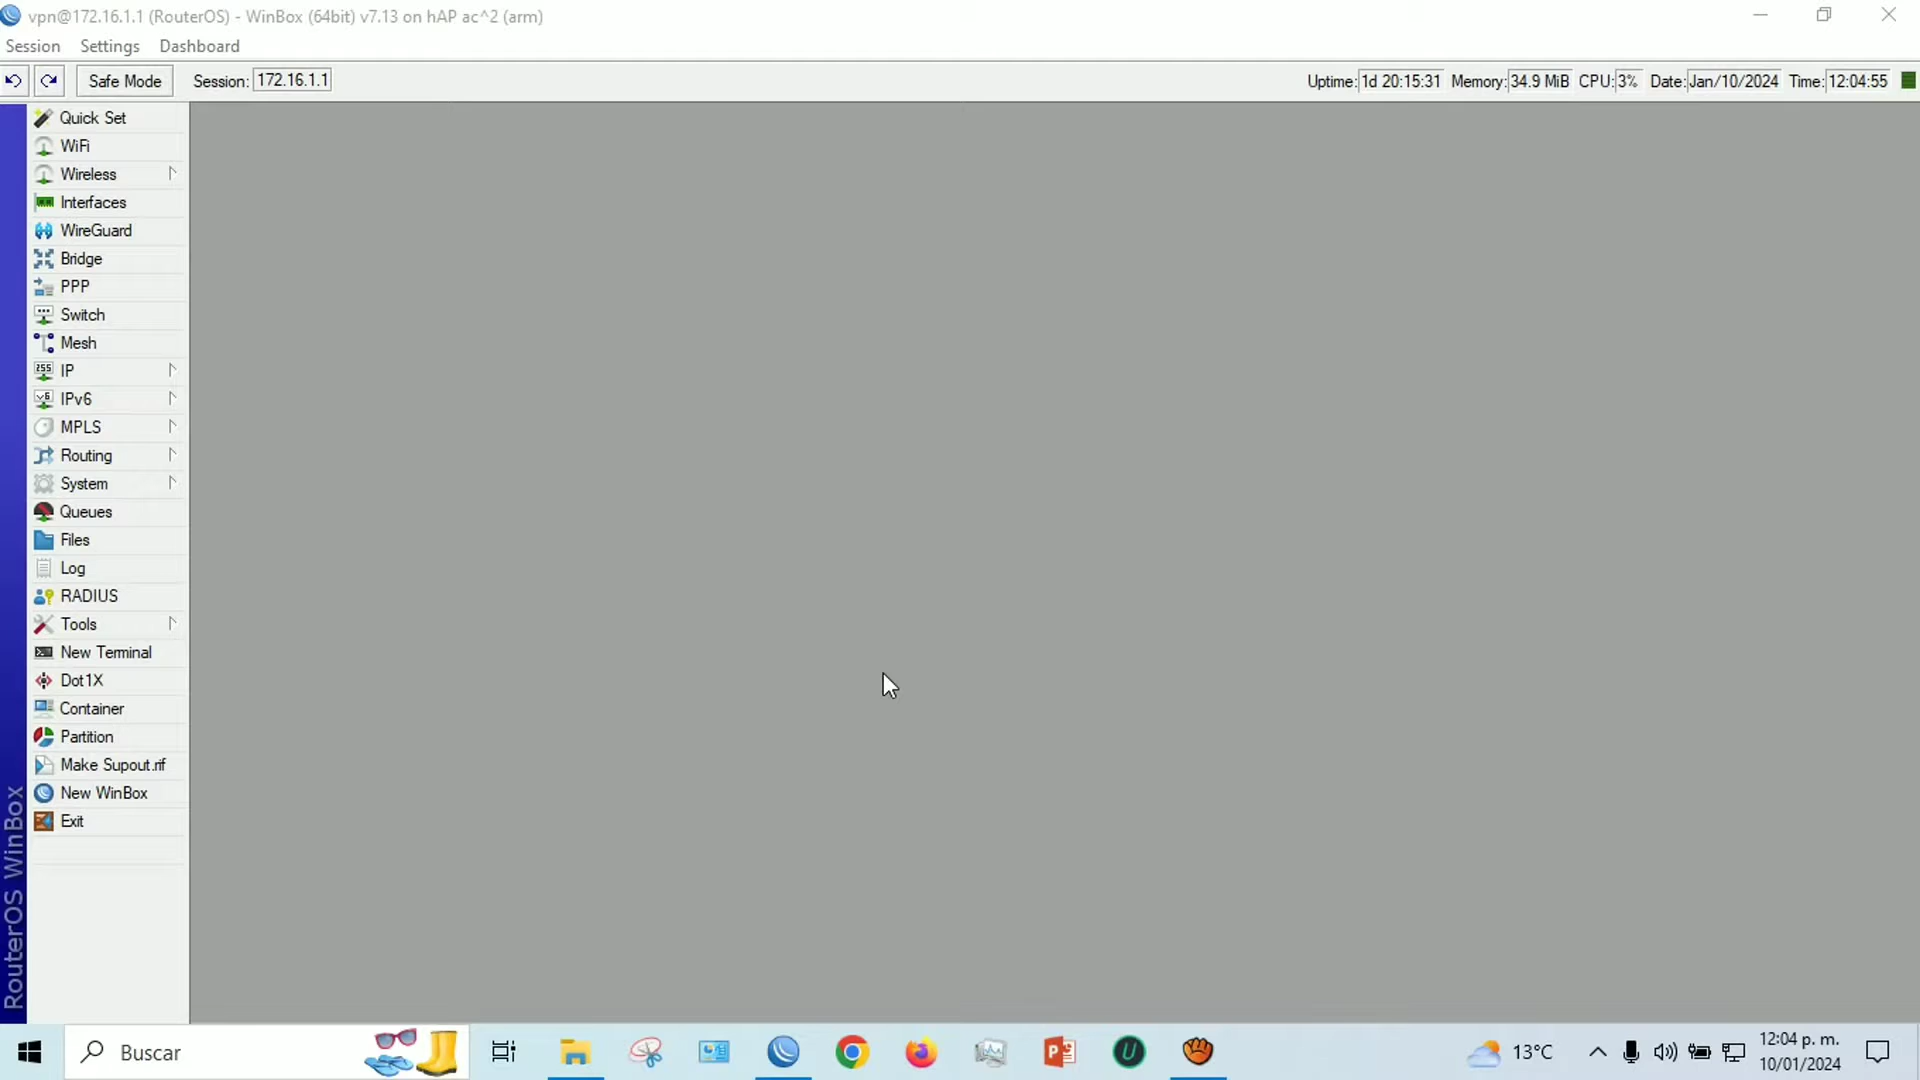 vpn@172.16.1.1 (RouterOS) - WinBox (64bit) v7.13 on hAP ac^2 (arm)
Session Settings Dashboard
Safe Mode Session: 172.16.1.1 Uptime: 1d 20:15:31 Memory: 34.9 MiB CPU: 3% Date: Jan/10/2024 Time: 12:04:55
Quick Set
WiFi
Wireless
Interfaces
WireGuard
Bridge
PPP
Switch
Mesh
255 IP
v6 IPv6
MPLS
Routing
System
Queues
Files
Log
RADIUS
Tools
New Terminal
Dot1X
Container
Partition
Make Supout.rif
New WinBox
Exit
RouterOS WinBox
Buscar
13°C
12:04 p. m.
10/01/2024